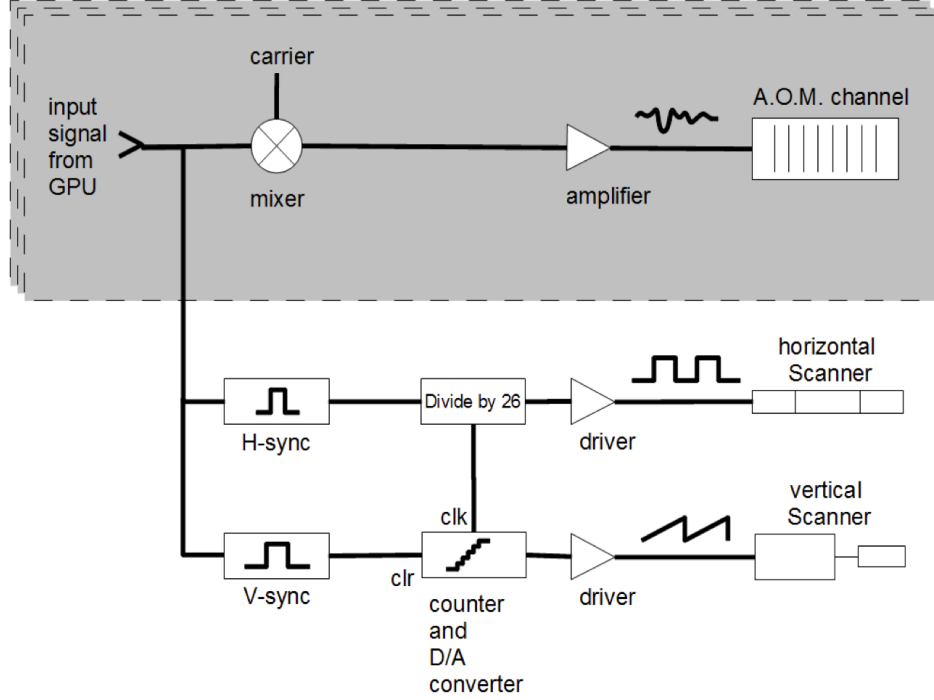 carrier
input
signal
from
GPU
mixer
amplifier
A.O.M. channel
horizontal
Scanner
Divide by 26
H-sync
driver
vertical
Scanner
clk
clr
V-sync
driver
counter
and
D/A
converter